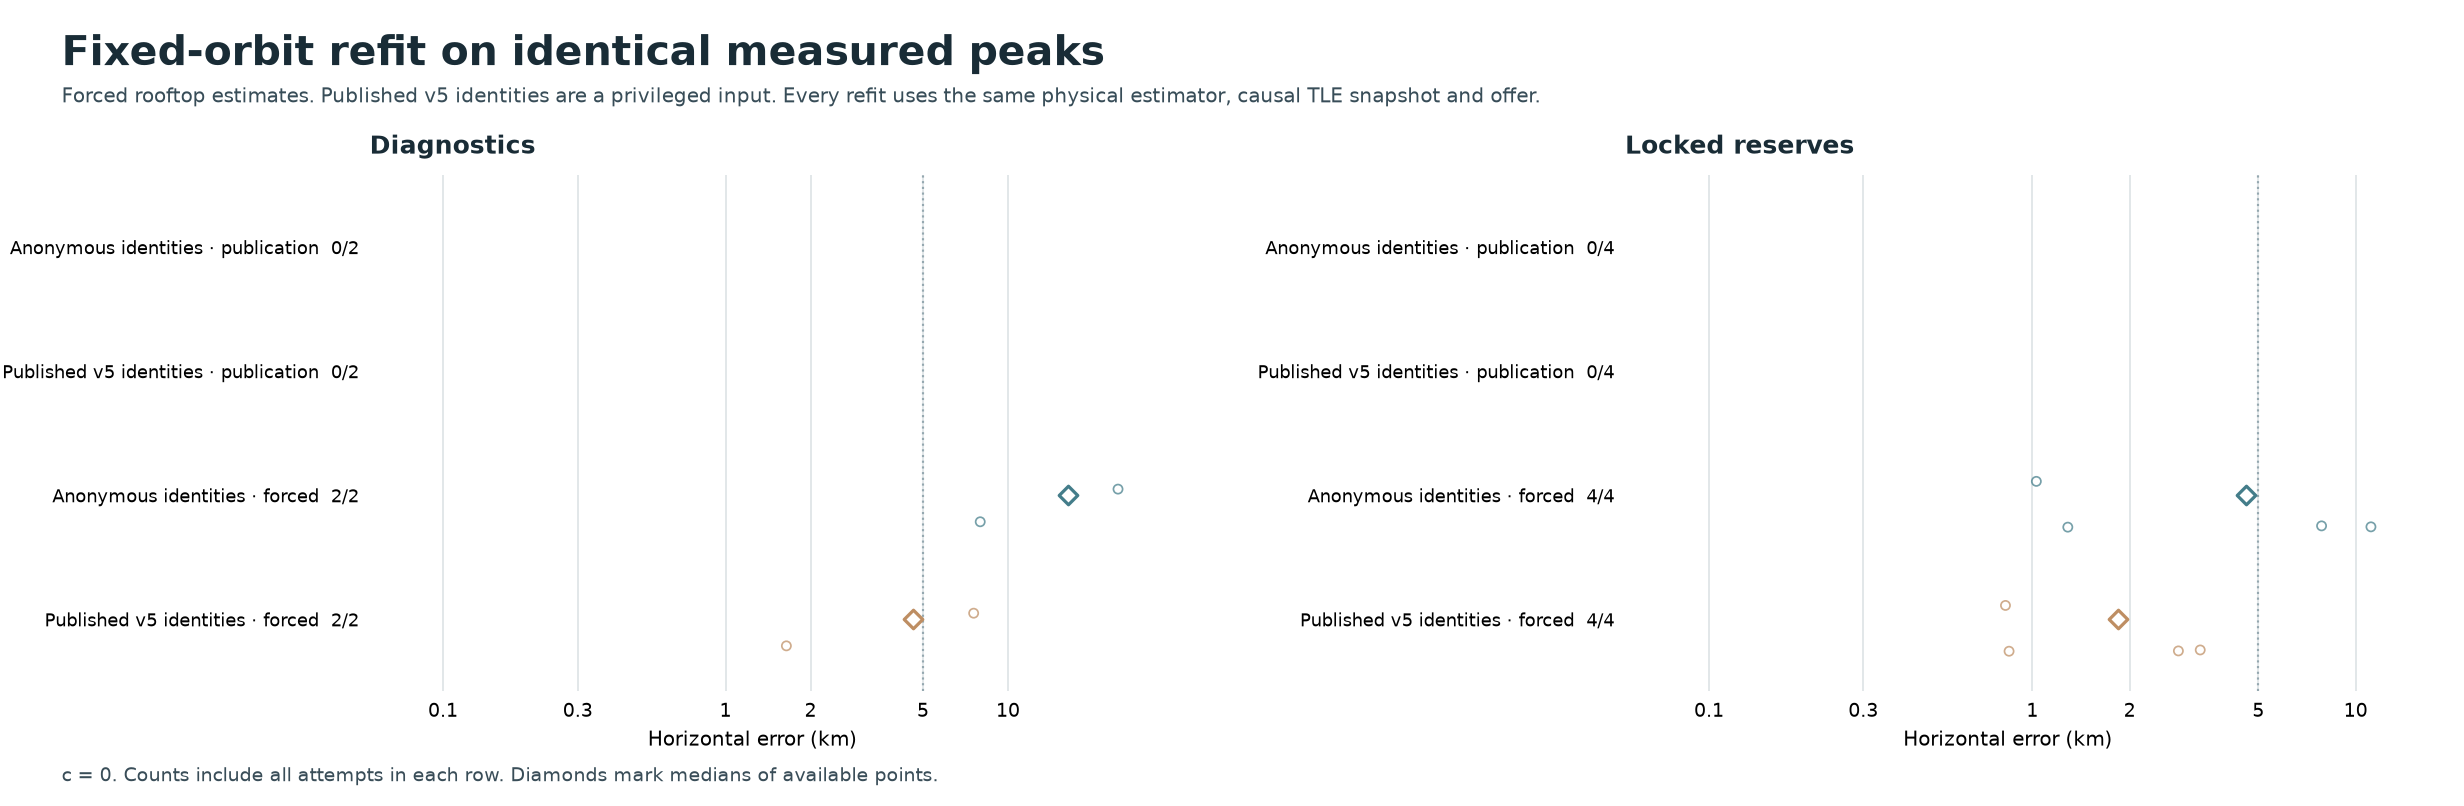 Fixed-orbit refit on identical measured peaks
Forced rooftop estimates. Published v5 identities are a privileged input. Every refit uses the same physical estimator, causal TLE snapshot and offer.
Diagnostics
Anonymous identities · publication 0/2
Published v5 identities · publication 0/2
Anonymous identities · forced 2/2
Published v5 identities · forced 2/2
0.1 0.3 1 2 5 10
Horizontal error (km)
Locked reserves
Anonymous identities · publication 0/4
Published v5 identities · publication 0/4
Anonymous identities · forced 4/4
Published v5 identities · forced 4/4
0.1 0.3 1 2 5 10
Horizontal error (km)
c = 0. Counts include all attempts in each row. Diamonds mark medians of available points.